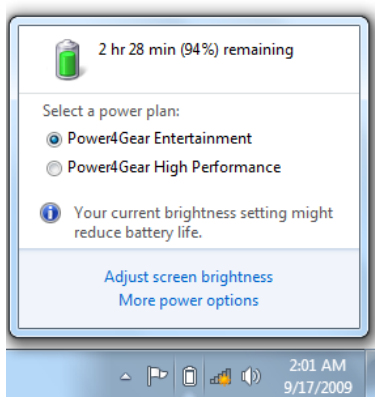 2 hr 28 min (94%) remaining
Select a power plan:
Power4Gear Entertainment
Power4Gear High Performance
Your current brightness setting might
reduce battery life.
Adjust screen brightness
More power options
2:01 AM
9/17/2009